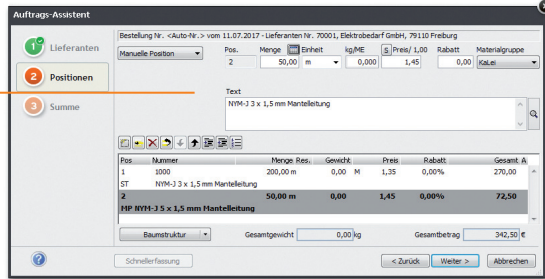 Auftrags-Assistent
Bestellung Nr. <Auto-Nr.> vom 11.07.2017 - Lieferanten Nr. 70001, Elektrobedarf GmbH, 79110 Freiburg
1 Lieferanten
2 Positionen
3 Summe
Manuelle Position
Pos. Menge Einheit kg/ME S Preis/ 1,00 Rabatt Materialgruppe
2 50,00 m 0,000 1,45 0,00 KaLei
Text
NYM-J 3 x 1,5 mm Mantelleitung
Pos Nummer Menge Res. Gewicht Preis Rabatt Gesamt A
1 1000 200,00 m 0,00 M 1,35 0,00% 270,00
ST NYM-J 3 x 1,5 mm Mantelleitung
2 50,00 m 0,00 1,45 0,00% 72,50
MP NYM-J 5 x 1,5 mm Mantelleitung
Baumstruktur Gesamtgewicht 0,00 kg Gesamtbetrag 342,50 €
? Schnellerfassung < Zurück Weiter > Abbrechen